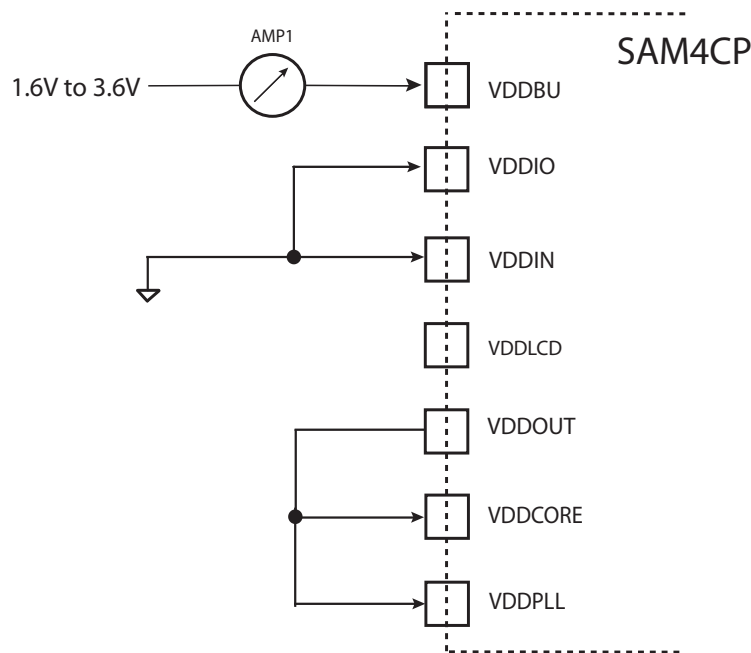 AMP1
SAM4CP
1.6V to 3.6V
VDDBU
VDDIO
VDDIN
VDDLCD
VDDOUT
VDDCORE
VDDPLL